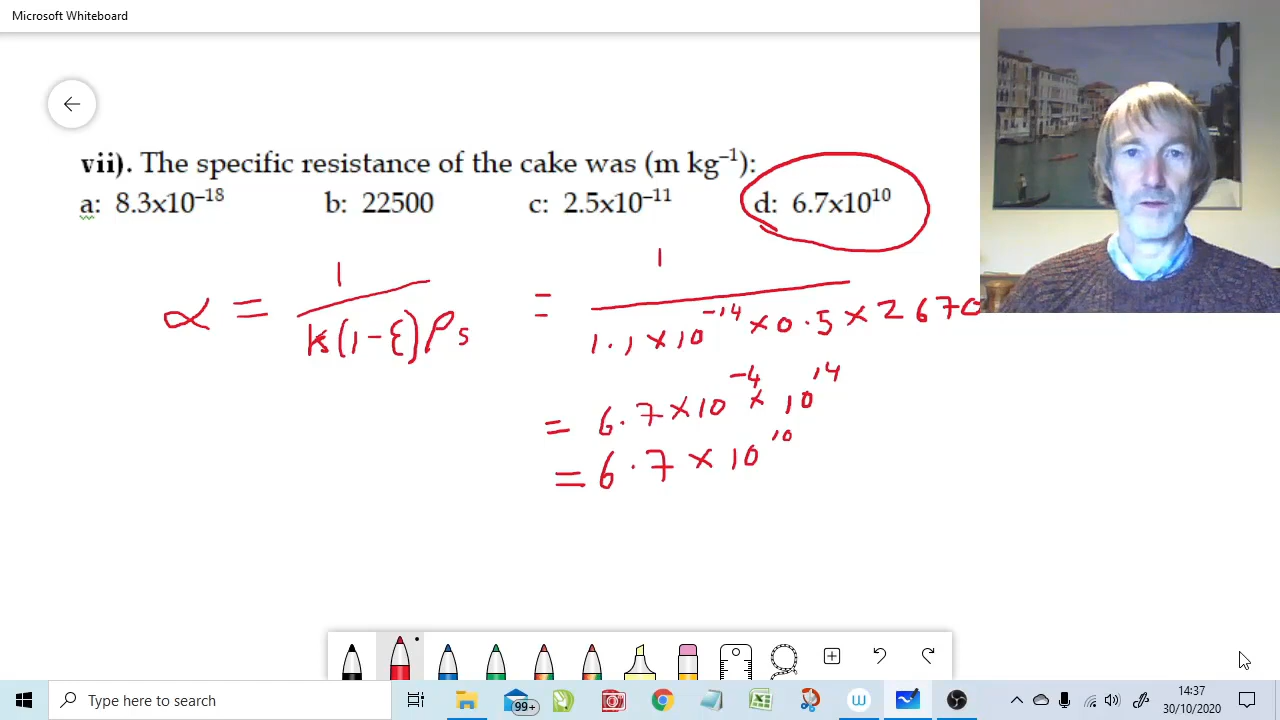 Microsoft Whiteboard
vii). The specific resistance of the cake was (m kg⁻¹):
a: 8.3x10⁻¹⁸ b: 22500 c: 2.5x10⁻¹¹ d: 6.7x10¹⁰
α = 1 / k(1-ε)ρs = 1 / 1.1 × 10⁻¹⁴ × 0.5 × 2670
= 6.7 × 10⁻⁴ × 10¹⁴
= 6.7 × 10¹⁰
99+
W
Type here to search
14:37
30/10/2020